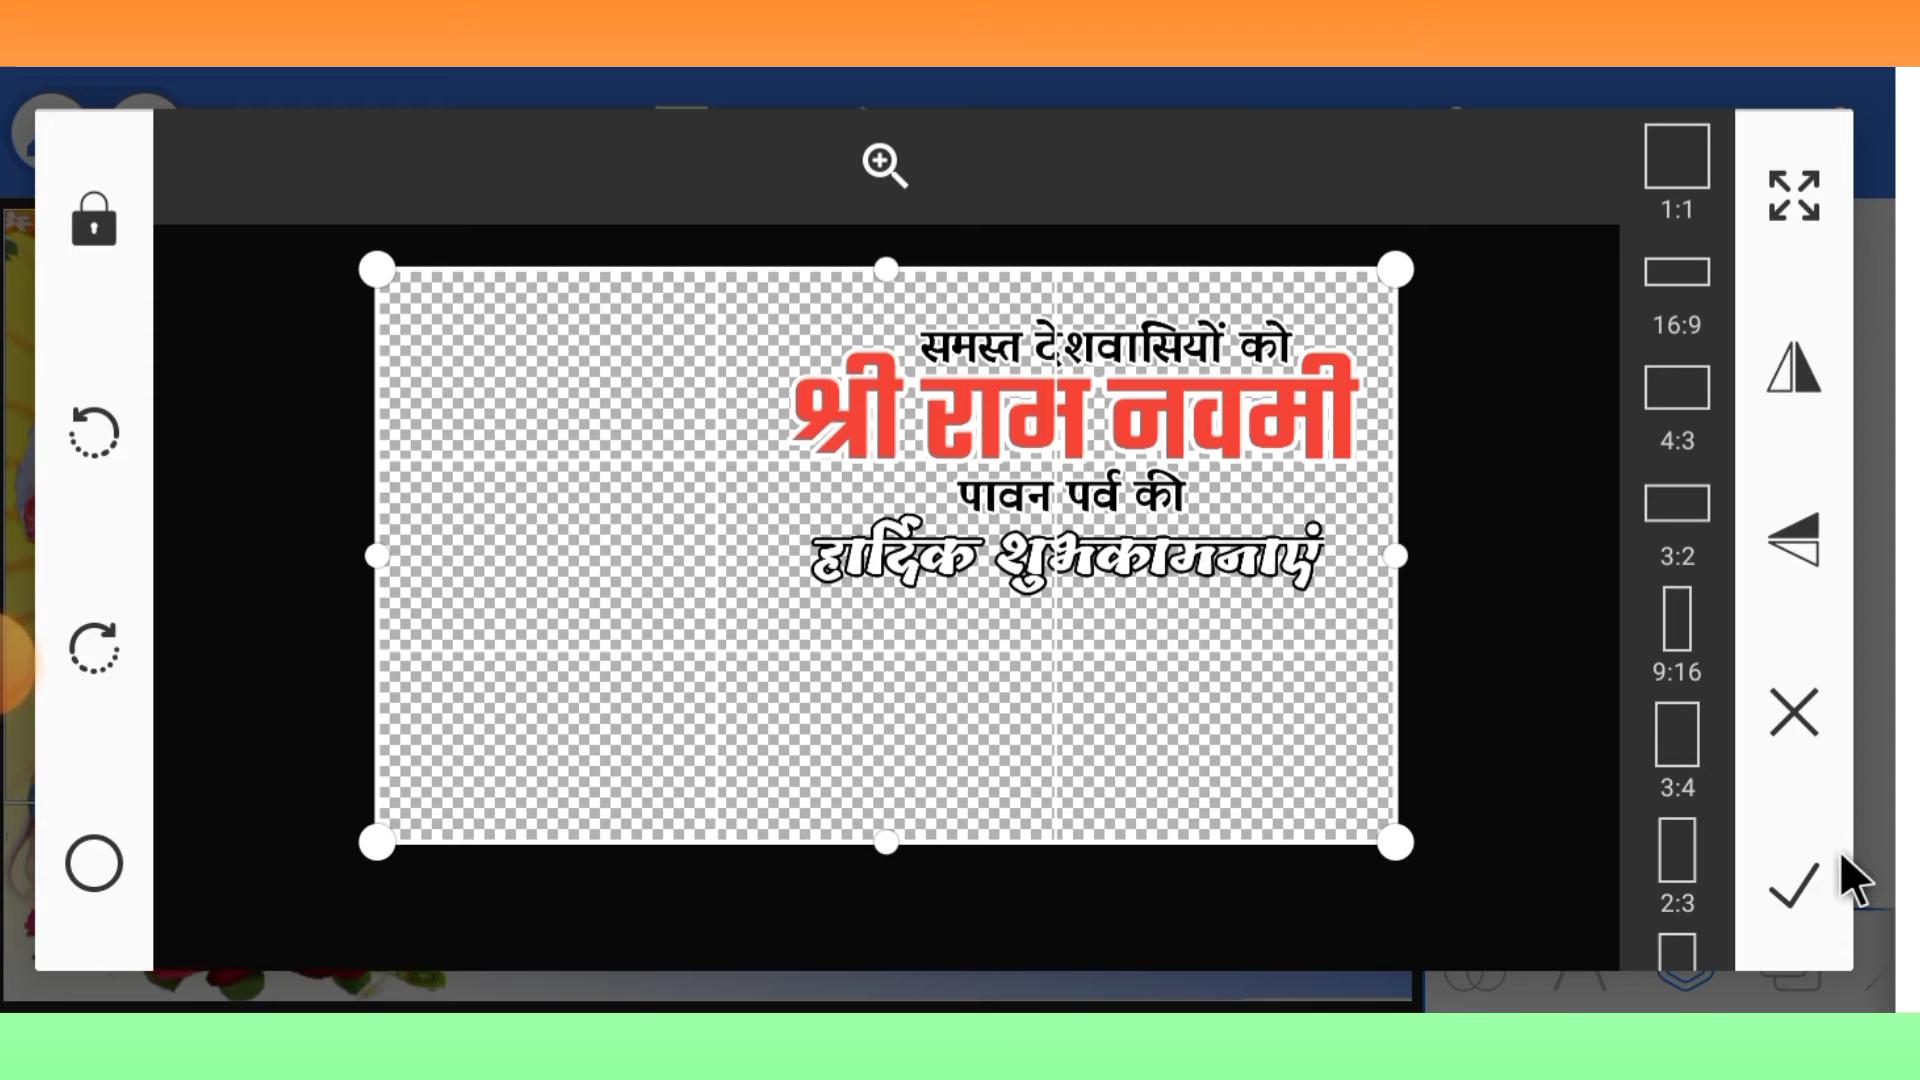 समस्त देशवासियों को
श्री राम नवमी
पावन पर्व की
हार्दिक शुभकामनाएं
1:1
16:9
4:3
3:2
9:16
3:4
2:3